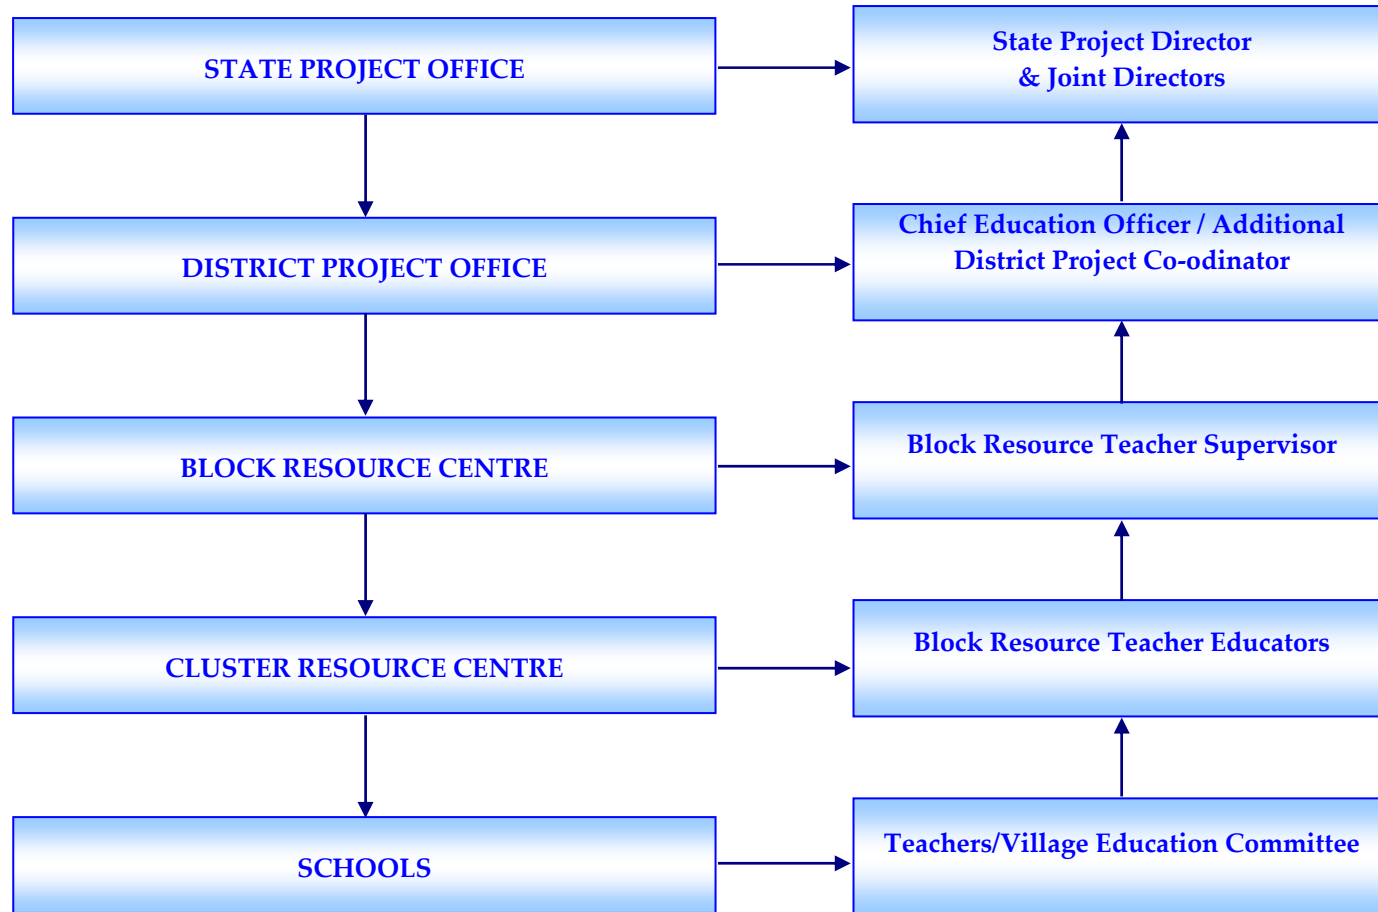 STATE PROJECT OFFICE
State Project Director
& Joint Directors
DISTRICT PROJECT OFFICE
Chief Education Officer / Additional
District Project Co-odinator
BLOCK RESOURCE CENTRE
Block Resource Teacher Supervisor
CLUSTER RESOURCE CENTRE
Block Resource Teacher Educators
SCHOOLS
Teachers/Village Education Committee